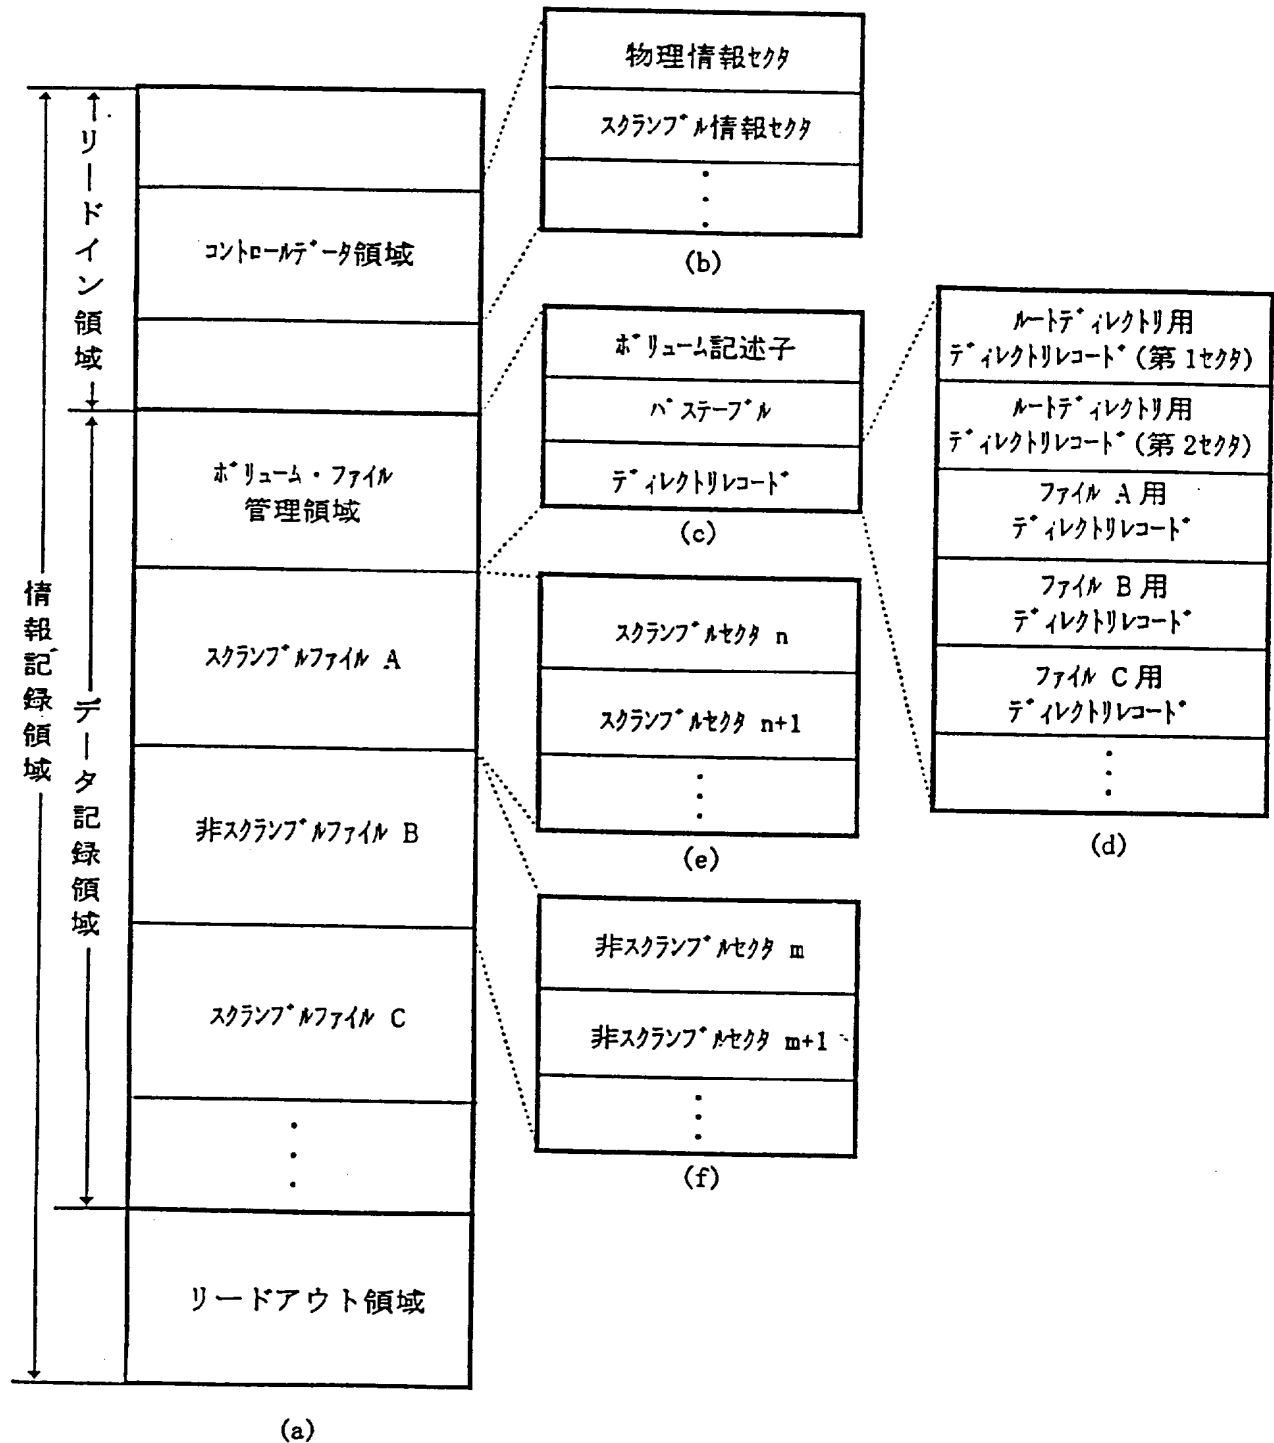 情報記録領域
リードイン領域
データ記録領域
コントロールデータ領域
ボリューム・ファイル
管理領域
スクランブルファイル A
非スクランブルファイル B
スクランブルファイル C
リードアウト領域
(a)
物理情報セクタ
スクランブル情報セクタ
(b)
ボリューム記述子
パステーブル
ディレクトリレコード
(c)
ルートディレクトリ用
ディレクトリレコード(第1セクタ)
ルートディレクトリ用
ディレクトリレコード(第2セクタ)
ファイル A 用
ディレクトリレコード
ファイル B 用
ディレクトリレコード
ファイル C 用
ディレクトリレコード
(d)
スクランブルセクタ n
スクランブルセクタ n+1
(e)
非スクランブルセクタ m
非スクランブルセクタ m+1
(f)